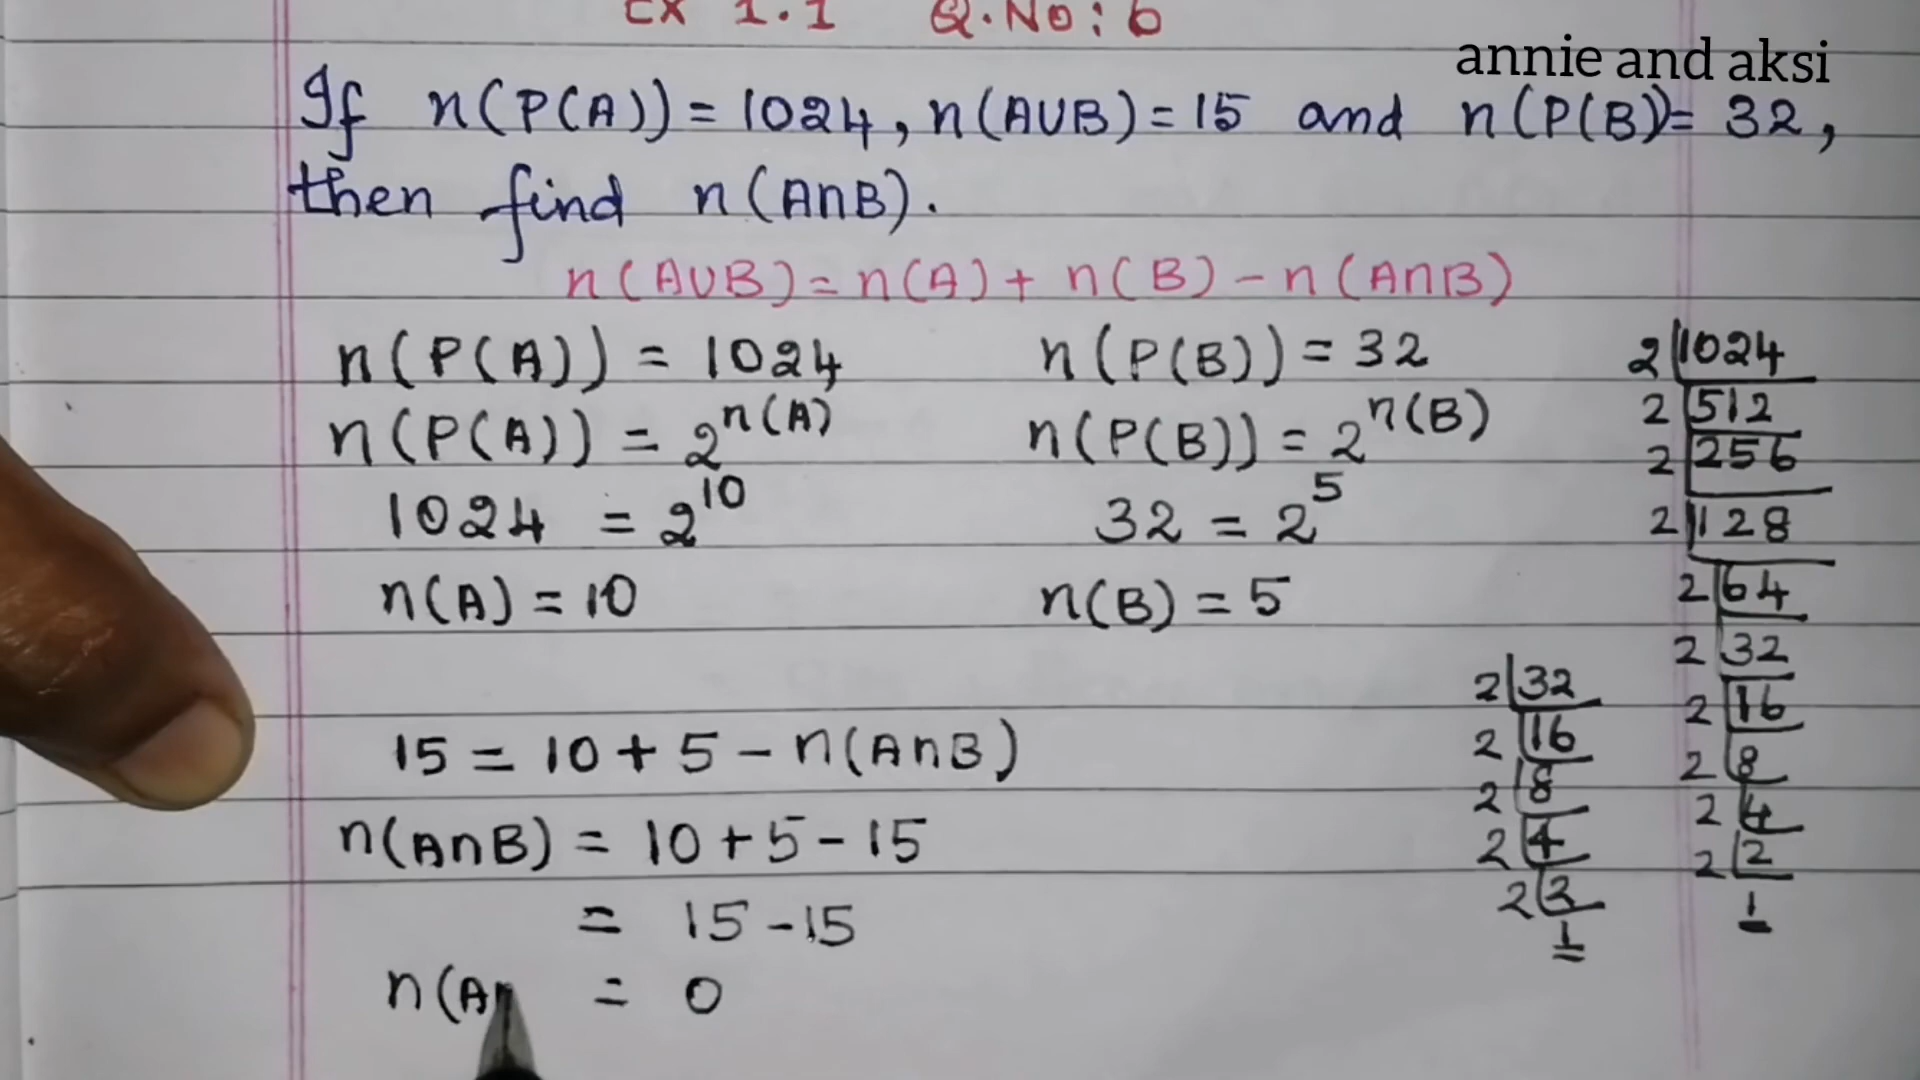 Ex 1.1 Q.No: 6
annie and aksi
If n(P(A)) = 1024, n(A∪B) = 15 and n(P(B)) = 32,
then find n(A∩B).
n(A∪B) = n(A) + n(B) - n(A∩B)
n(P(A)) = 1024
n(P(A)) = 2^n(A)
1024 = 2^10
n(A) = 10
n(P(B)) = 32
n(P(B)) = 2^n(B)
32 = 2^5
n(B) = 5
2 | 1024
2 | 512
2 | 256
2 | 128
2 | 64
2 | 32
2 | 16
2 | 8
2 | 4
2 | 2
1
2 | 32
2 | 16
2 | 8
2 | 4
2 | 2
1
15 = 10 + 5 - n(A∩B)
n(A∩B) = 10 + 5 - 15
= 15 - 15
n(A∩ = 0